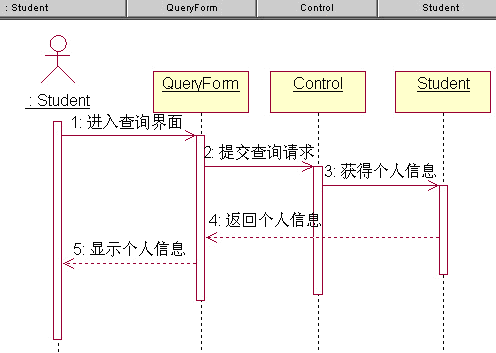 : Student QueryForm Control Student
: Student QueryForm Control Student
1: 进入查询界面
2: 提交查询请求
3: 获得个人信息
4: 返回个人信息
5: 显示个人信息